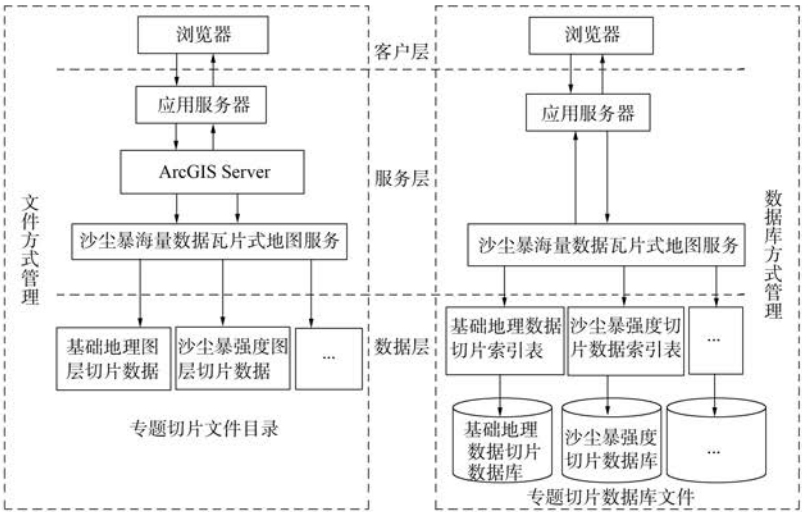 文件方式管理
浏览器
应用服务器
ArcGIS Server
沙尘暴海量数据瓦片式地图服务
基础地理图
层切片数据
沙尘暴强度图
层切片数据
...
专题切片文件目录
客户层
服务层
数据层
浏览器
应用服务器
沙尘暴海量数据瓦片式地图服务
基础地理数据
切片索引表
沙尘暴强度切
片数据索引表
...
基础地理
数据切片
数据库
沙尘暴强度
切片数据库
...
专题切片数据库文件
数据库方式管理